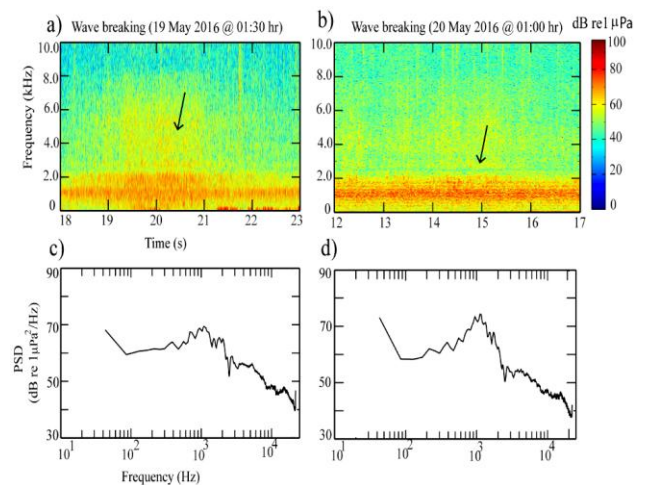 a) Wave breaking (19 May 2016 @ 01:30 hr)
b) Wave breaking (20 May 2016 @ 01:00 hr)
dB re1 μPa
10.0
8.0
6.0
4.0
2.0
0
Frequency (kHz)
18 19 20 21 22 23
Time (s)
10.0
8.0
6.0
4.0
2.0
0
12 13 14 15 16 17
100
80
60
40
20
0
c)
90
70
50
30
PSD
(dB re 1μPa²/Hz)
10¹ 10² 10³ 10⁴
Frequency (Hz)
d)
90
70
50
30
10¹ 10² 10³ 10⁴